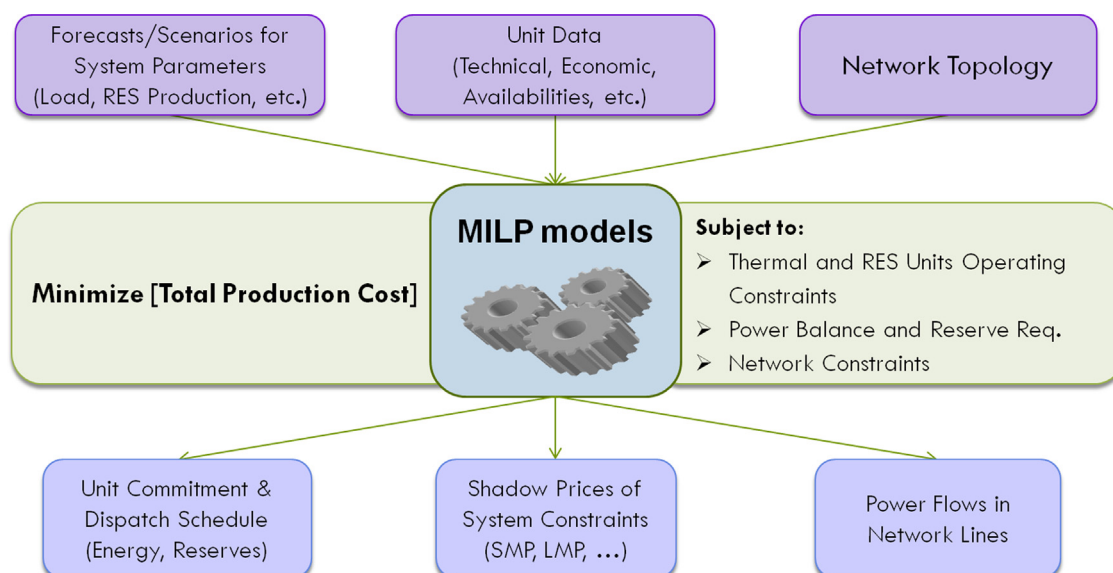 Forecasts/Scenarios for
System Parameters
(Load, RES Production, etc.)
Unit Data
(Technical, Economic,
Availabilities, etc.)
Network Topology
MILP models
Minimize [Total Production Cost]
Subject to:
➢ Thermal and RES Units Operating
Constraints
➢ Power Balance and Reserve Req.
➢ Network Constraints
Unit Commitment &
Dispatch Schedule
(Energy, Reserves)
Shadow Prices of
System Constraints
(SMP, LMP, ...)
Power Flows in
Network Lines